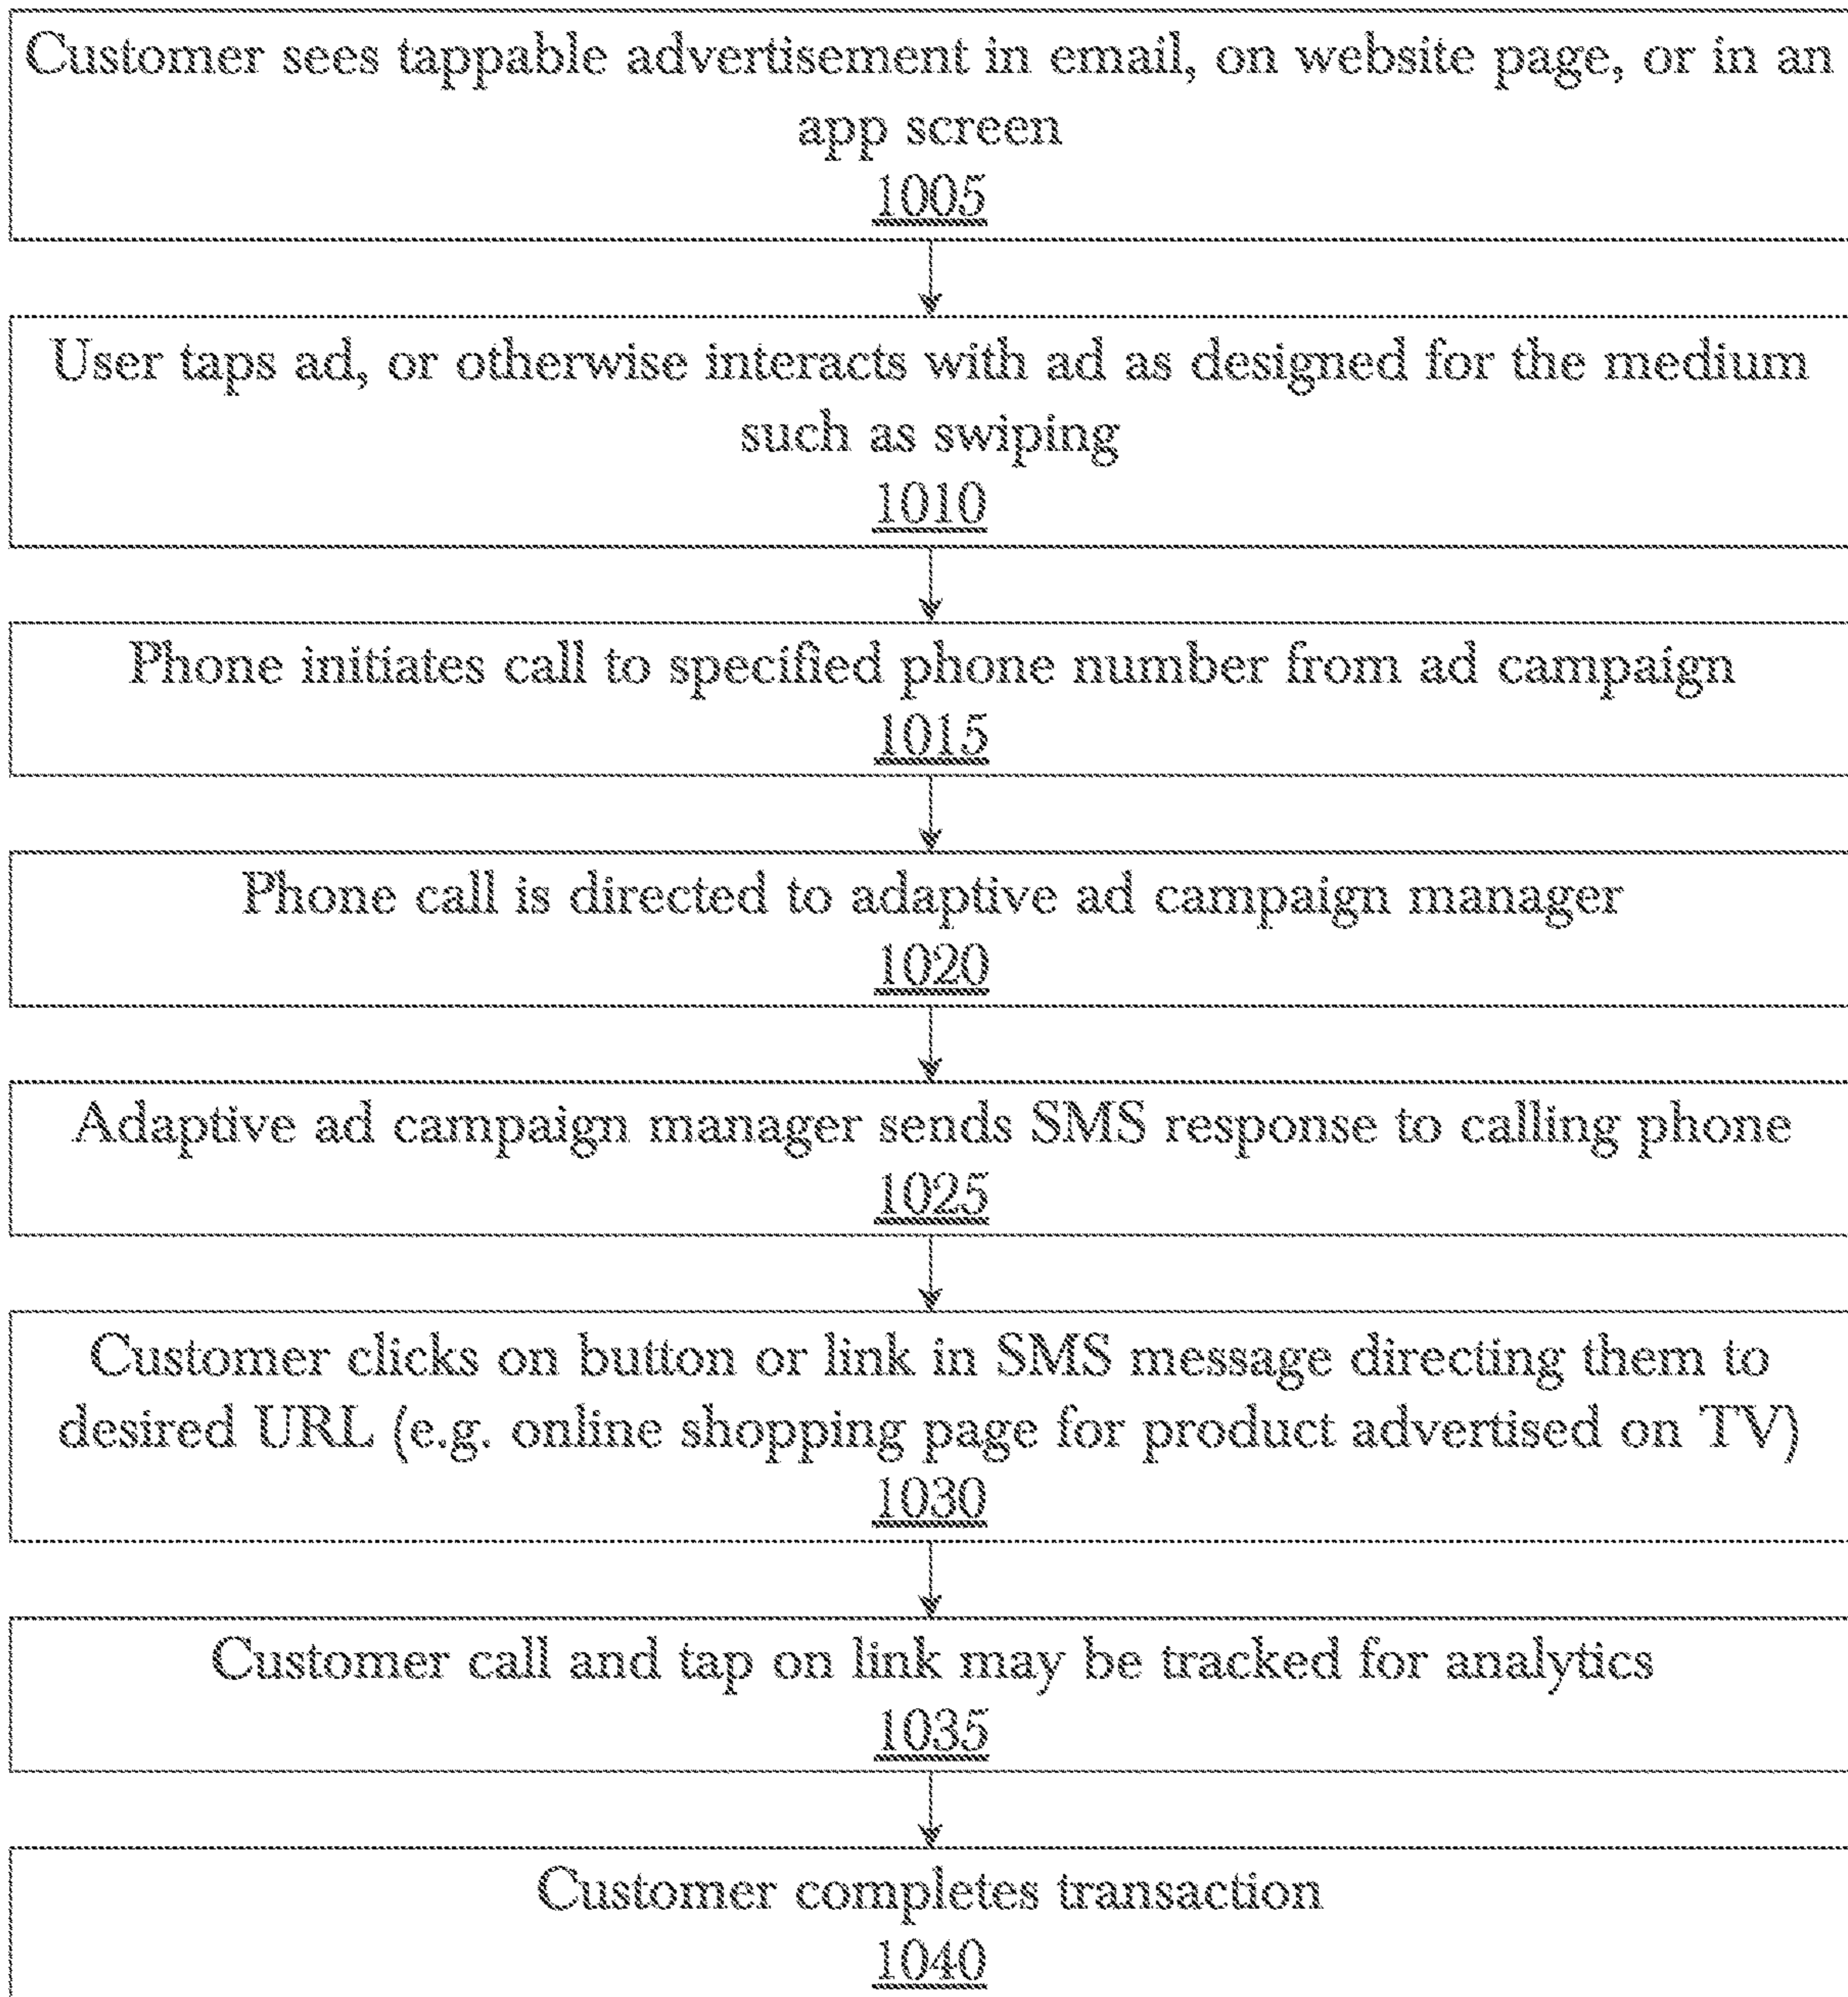 Customer sees tappable advertisement in email, on website page, or in an
app screen
1005
User taps ad, or otherwise interacts with ad as designed for the medium
such as swiping
1010
Phone initiates call to specified phone number from ad campaign
1015
Phone call is directed to adaptive ad campaign manager
1020
Adaptive ad campaign manager sends SMS response to calling phone
1025
Customer clicks on button or link in SMS message directing them to
desired URL (e.g. online shopping page for product advertised on TV)
1030
Customer call and tap on link may be tracked for analytics
1035
Customer completes transaction
1040